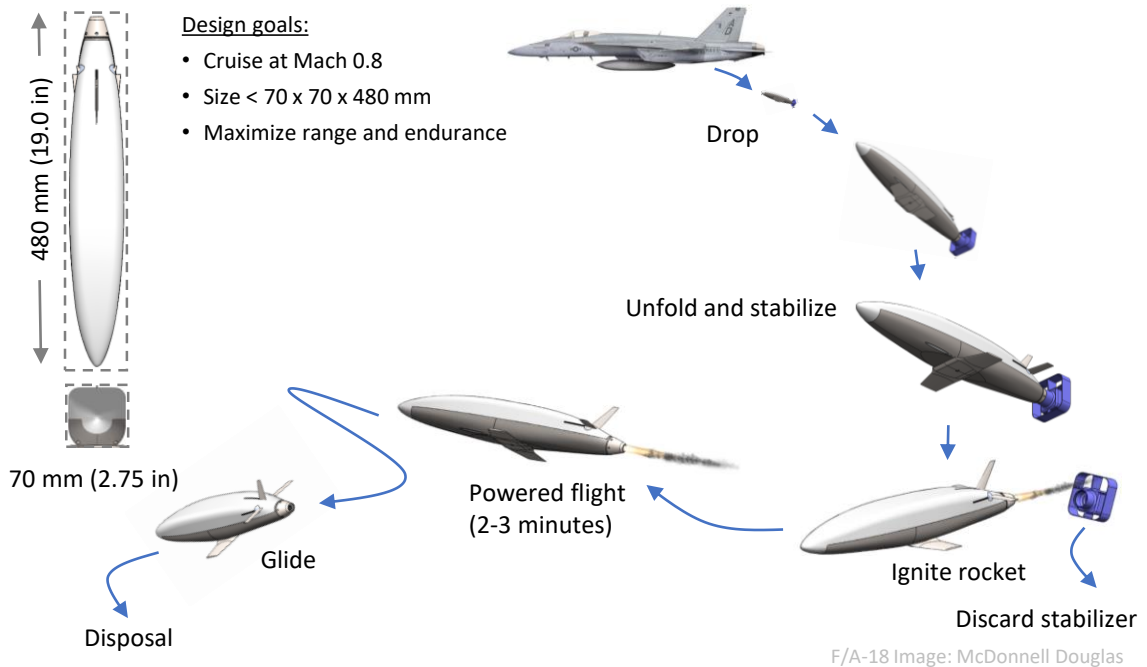 480 mm (19.0 in)
70 mm (2.75 in)
Design goals:
• Cruise at Mach 0.8
• Size < 70 x 70 x 480 mm
• Maximize range and endurance
Drop
Unfold and stabilize
Ignite rocket
Discard stabilizer
Powered flight
(2-3 minutes)
Glide
Disposal
F/A-18 Image: McDonnell Douglas